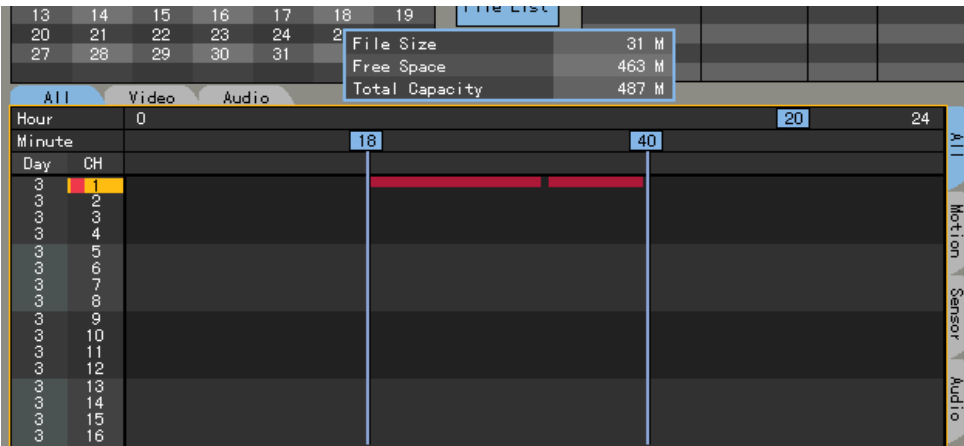 13 14 15 16 17 18 19
File List
20 21 22 23 24 2
27 28 29 30 31
File Size 31 M
Free Space 463 M
Total Capacity 487 M
All Video Audio
Hour 0 20 24
Minute 18 40
Day CH
3 1
3 2
3 3
3 4
3 5
3 6
3 7
3 8
3 9
3 10
3 11
3 12
3 13
3 14
3 15
3 16
All
Motion
Sensor
Audio